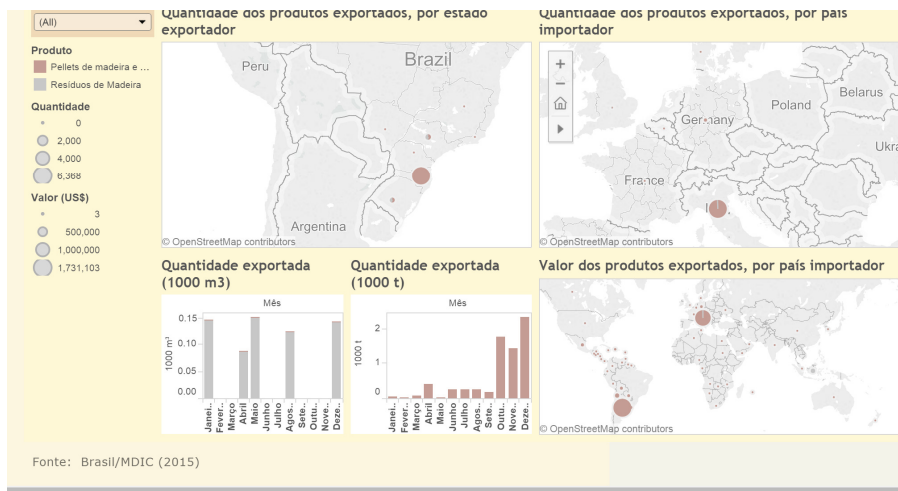 (All)
Produto
Pellets de madeira e ...
Resíduos de Madeira
Quantidade
0
2,000
4,000
6,368
Valor (US$)
3
500,000
1,000,000
1,731,103
Quantidade dos produtos exportados, por estado
exportador
Peru
Brazil
Argentina
© OpenStreetMap contributors
Quantidade dos produtos exportados, por país
importador
Germany
Poland
Belarus
Ukra
France
© OpenStreetMap contributors
Quantidade exportada
(1000 m3)
Mês
1000 m³
0.15
0.10
0.05
0.00
Janei..
Fever..
Março
Abril
Maio
Junho
Julho
Agos..
Sete..
Outu..
Nove..
Deze..
Quantidade exportada
(1000 t)
Mês
1000 t
2
1
0
Janei..
Fever..
Março
Abril
Maio
Junho
Julho
Agos..
Sete..
Outu..
Nove..
Deze..
Valor dos produtos exportados, por país importador
© OpenStreetMap contributors
Fonte: Brasil/MDIC (2015)